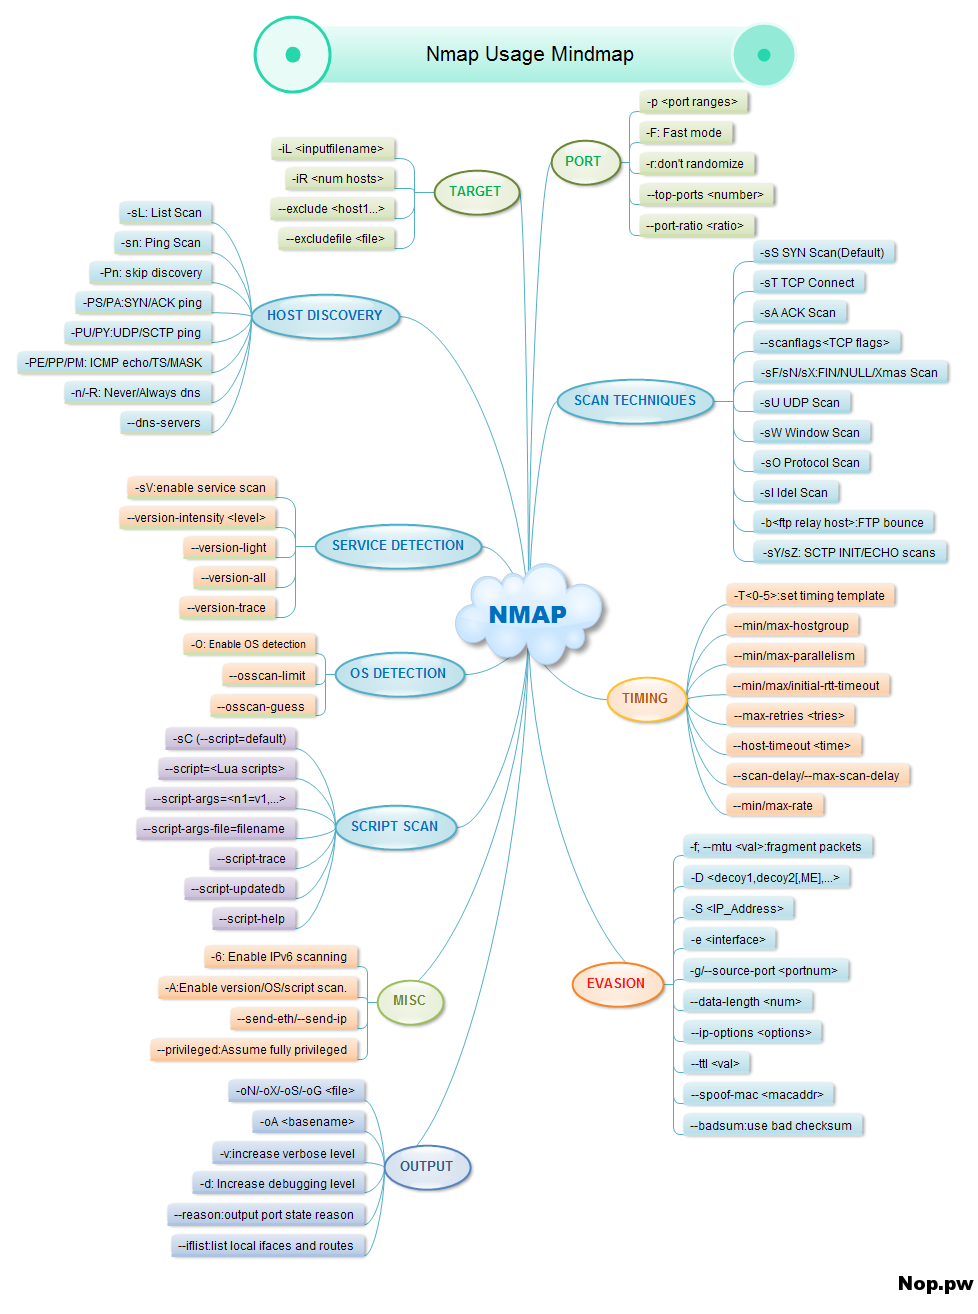 Nmap Usage Mindmap
TARGET
-iL <inputfilename>
-iR <num hosts>
--exclude <host1...>
--excludefile <file>
PORT
-p <port ranges>
-F: Fast mode
-r:don't randomize
--top-ports <number>
--port-ratio <ratio>
HOST DISCOVERY
-sL: List Scan
-sn: Ping Scan
-Pn: skip discovery
-PS/PA:SYN/ACK ping
-PU/PY:UDP/SCTP ping
-PE/PP/PM: ICMP echo/TS/MASK
-n/-R: Never/Always dns
--dns-servers
SCAN TECHNIQUES
-sS SYN Scan(Default)
-sT TCP Connect
-sA ACK Scan
--scanflags<TCP flags>
-sF/sN/sX:FIN/NULL/Xmas Scan
-sU UDP Scan
-sW Window Scan
-sO Protocol Scan
-sI Idel Scan
-b<ftp relay host>:FTP bounce
-sY/sZ: SCTP INIT/ECHO scans
SERVICE DETECTION
-sV:enable service scan
--version-intensity <level>
--version-light
--version-all
--version-trace
NMAP
OS DETECTION
-O: Enable OS detection
--osscan-limit
--osscan-guess
TIMING
-T<0-5>:set timing template
--min/max-hostgroup
--min/max-parallelism
--min/max/initial-rtt-timeout
--max-retries <tries>
--host-timeout <time>
--scan-delay/--max-scan-delay
--min/max-rate
SCRIPT SCAN
-sC (--script=default)
--script=<Lua scripts>
--script-args=<n1=v1,...>
--script-args-file=filename
--script-trace
--script-updatedb
--script-help
EVASION
-f; --mtu <val>:fragment packets
-D <decoy1,decoy2[,ME],...>
-S <IP_Address>
-e <interface>
-g/--source-port <portnum>
--data-length <num>
--ip-options <options>
--ttl <val>
--spoof-mac <macaddr>
--badsum:use bad checksum
MISC
-6: Enable IPv6 scanning
-A:Enable version/OS/script scan.
--send-eth/--send-ip
--privileged:Assume fully privileged
OUTPUT
-oN/-oX/-oS/-oG <file>
-oA <basename>
-v:increase verbose level
-d: Increase debugging level
--reason:output port state reason
--iflist:list local ifaces and routes
Nop.pw